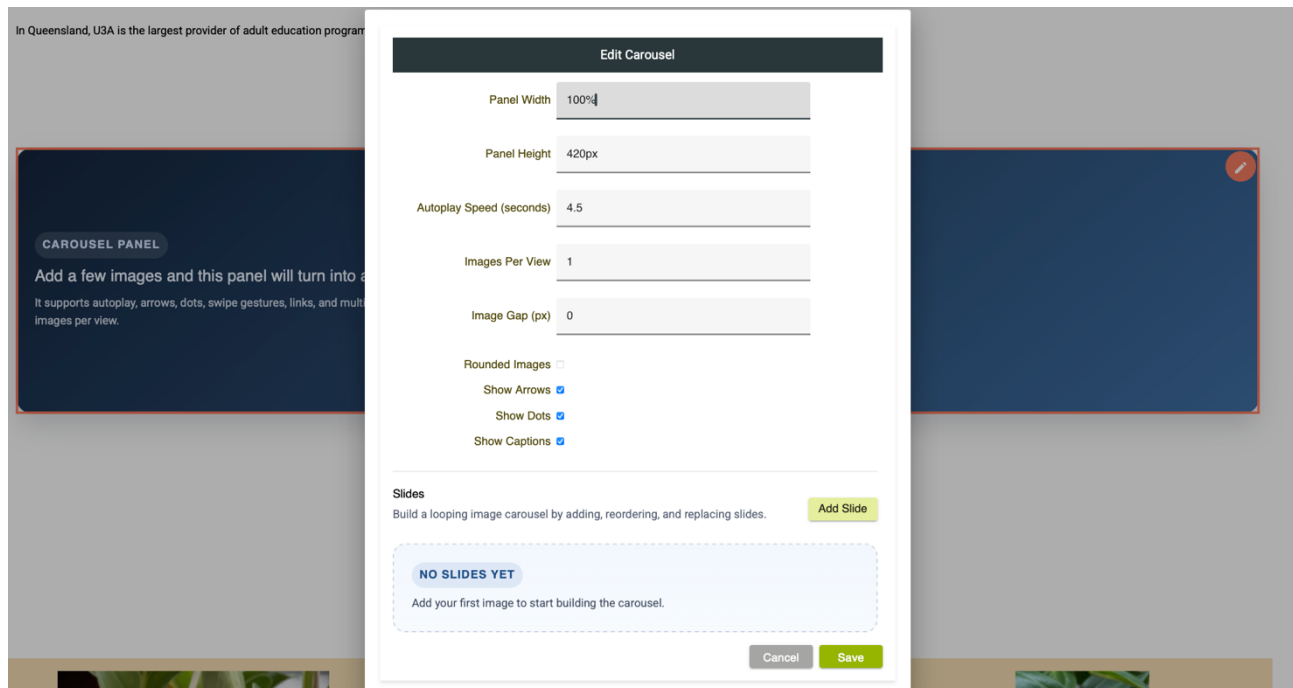 In Queensland, U3A is the largest provider of adult education program
Edit Carousel
Panel Width 100%
Panel Height 420px
Autoplay Speed (seconds) 4.5
Images Per View 1
Image Gap (px) 0
Rounded Images
Show Arrows
Show Dots
Show Captions
CAROUSEL PANEL
Add a few images and this panel will turn into
It supports autoplay, arrows, dots, swipe gestures, links, and
images per view.
Slides
Build a looping image carousel by adding, reordering, and replacing slides.
Add Slide
NO SLIDES YET
Add your first image to start building the carousel.
Cancel
Save